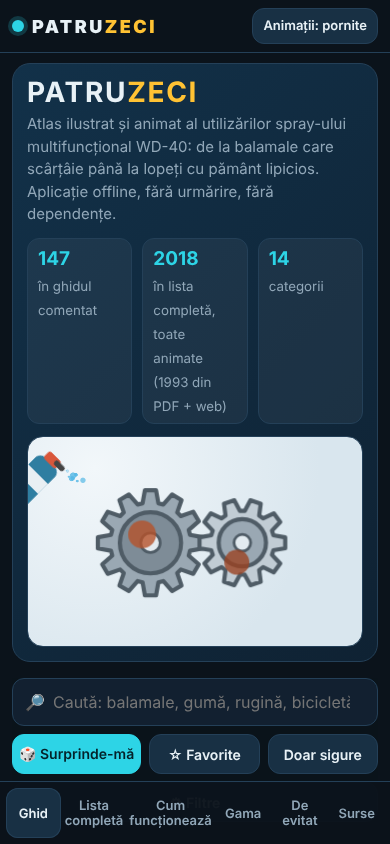 PATRUZECI
Animații: pornite
PATRUZECI
Atlas ilustrat și animat al utilizărilor spray-ului
multifuncțional WD-40: de la balamale care
scârțâie până la lopeți cu pământ lipicios.
Aplicație offline, fără urmărire, fără
dependențe.
147
în ghidul
comentat
2018
în lista
completă,
toate
animate
(1993 din
PDF + web)
14
categorii
Caută: balamale, gumă, rugină, bicicletă
Surprinde-mă
☆ Favorite
Doar sigure
Filtre
Ghid
Lista
completă
Cum
funcționează
Gama
De
evitat
Surse